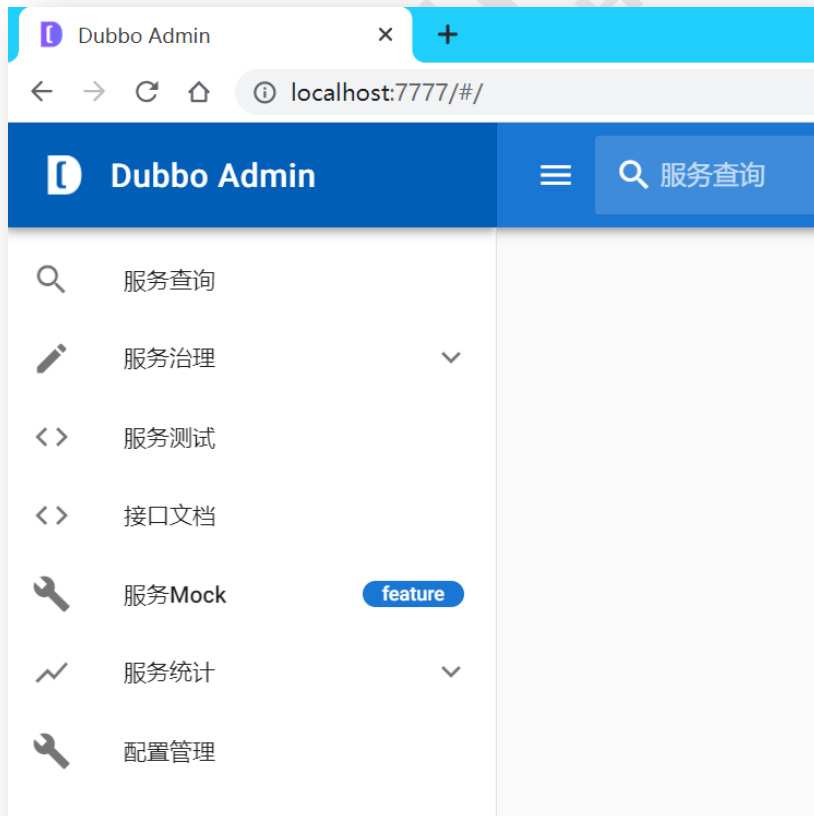 Dubbo Admin
localhost:7777/#/
Dubbo Admin
服务查询
服务查询
服务治理
服务测试
接口文档
服务Mock
feature
服务统计
配置管理